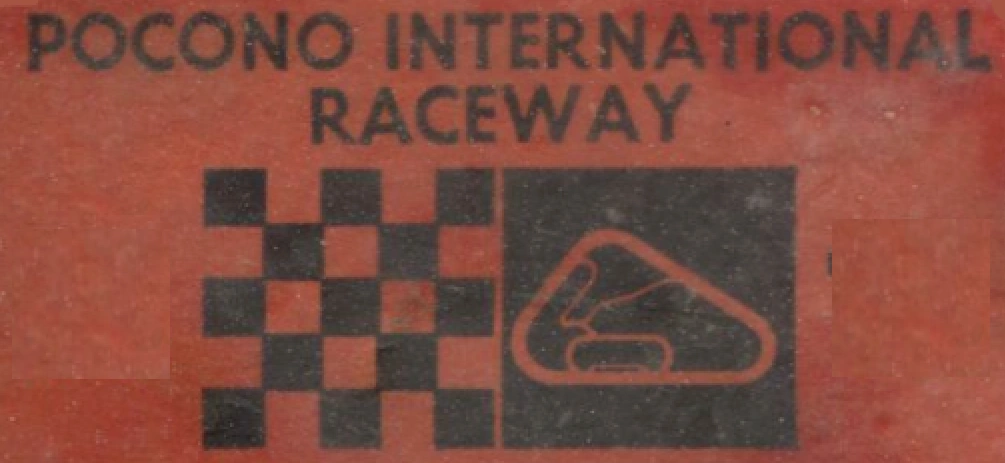 POCONO INTERNATIONAL
RACEWAY